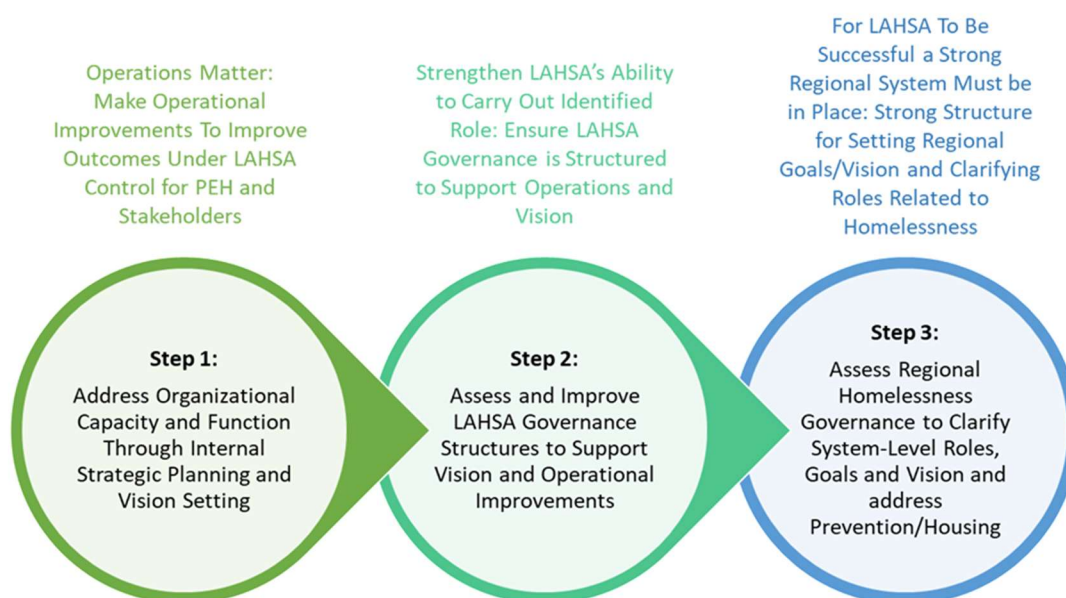 Operations Matter:
Make Operational
Improvements To Improve
Outcomes Under LAHSA
Control for PEH and
Stakeholders
Strengthen LAHSA's Ability
to Carry Out Identified
Role: Ensure LAHSA
Governance is Structured
to Support Operations and
Vision
For LAHSA To Be
Successful a Strong
Regional System Must be
in Place: Strong Structure
for Setting Regional
Goals/Vision and Clarifying
Roles Related to
Homelessness
Step 1:
Address Organizational
Capacity and Function
Through Internal
Strategic Planning and
Vision Setting
Step 2:
Assess and Improve
LAHSA Governance
Structures to Support
Vision and Operational
Improvements
Step 3:
Assess Regional
Homelessness
Governance to Clarify
System-Level Roles,
Goals and Vision and
address
Prevention/Housing